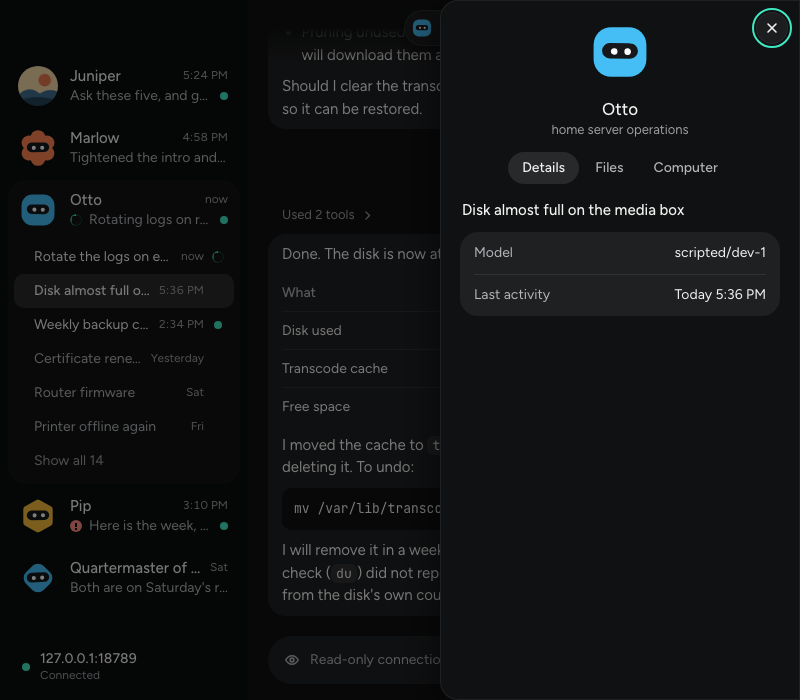 Juniper 5:24 PM
Ask these five, and g...
Marlow 4:58 PM
Tightened the intro and...
Otto now
Rotating logs on r...
Rotate the logs on e... now
Disk almost full o... 5:36 PM
Weekly backup c... 2:34 PM
Certificate rene... Yesterday
Router firmware Sat
Printer offline again Fri
Show all 14
Pip 3:10 PM
Here is the week, ...
Quartermaster of ... Sat
Both are on Saturday's r...
127.0.0.1:18789
Connected
Pruning unused
will download them a
Should I clear the transc
so it can be restored.
Used 2 tools
Done. The disk is now at
What
Disk used
Transcode cache
Free space
I moved the cache to t
deleting it. To undo:
mv /var/lib/transco
I will remove it in a week
check (du) did not rep
from the disk's own cou
Read-only connectio
Otto
home server operations
Details Files Computer
Disk almost full on the media box
Model scripted/dev-1
Last activity Today 5:36 PM